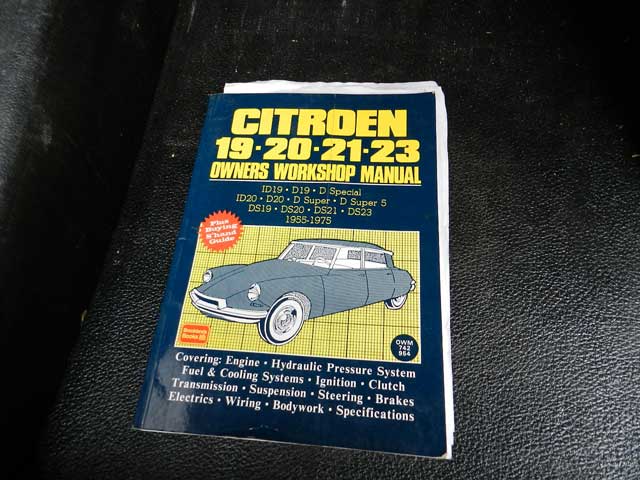 CITROEN
19·20·21·23
OWNERS WORKSHOP MANUAL
ID19 · D19 · D Special
ID20 · D20 · D Super · D Super 5
DS19 · DS20 · DS21 · DS23
1955-1975
Plus
Buying
S'hand
Guide
Brooklands
Books
OWM
742
954
Covering: Engine · Hydraulic Pressure System
Fuel & Cooling Systems · Ignition · Clutch
Transmission · Suspension · Steering · Brakes
Electrics · Wiring · Bodywork · Specifications